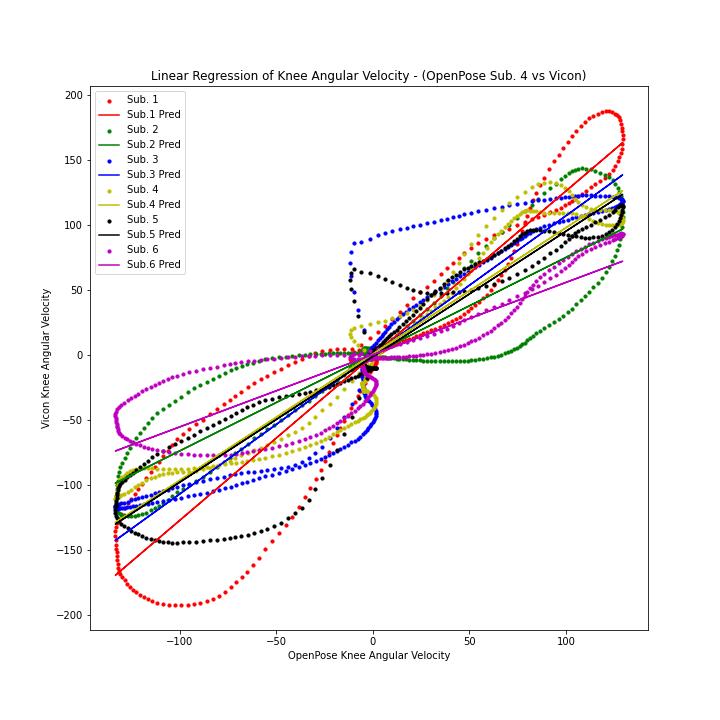 Linear Regression of Knee Angular Velocity - (OpenPose Sub. 4 vs Vicon)
200
150
100
50
0
−50
−100
−150
−200
Vicon Knee Angular Velocity
Sub. 1
Sub.1 Pred
Sub. 2
Sub.2 Pred
Sub. 3
Sub.3 Pred
Sub. 4
Sub.4 Pred
Sub. 5
Sub.5 Pred
Sub. 6
Sub.6 Pred
−100 −50 0 50 100
OpenPose Knee Angular Velocity